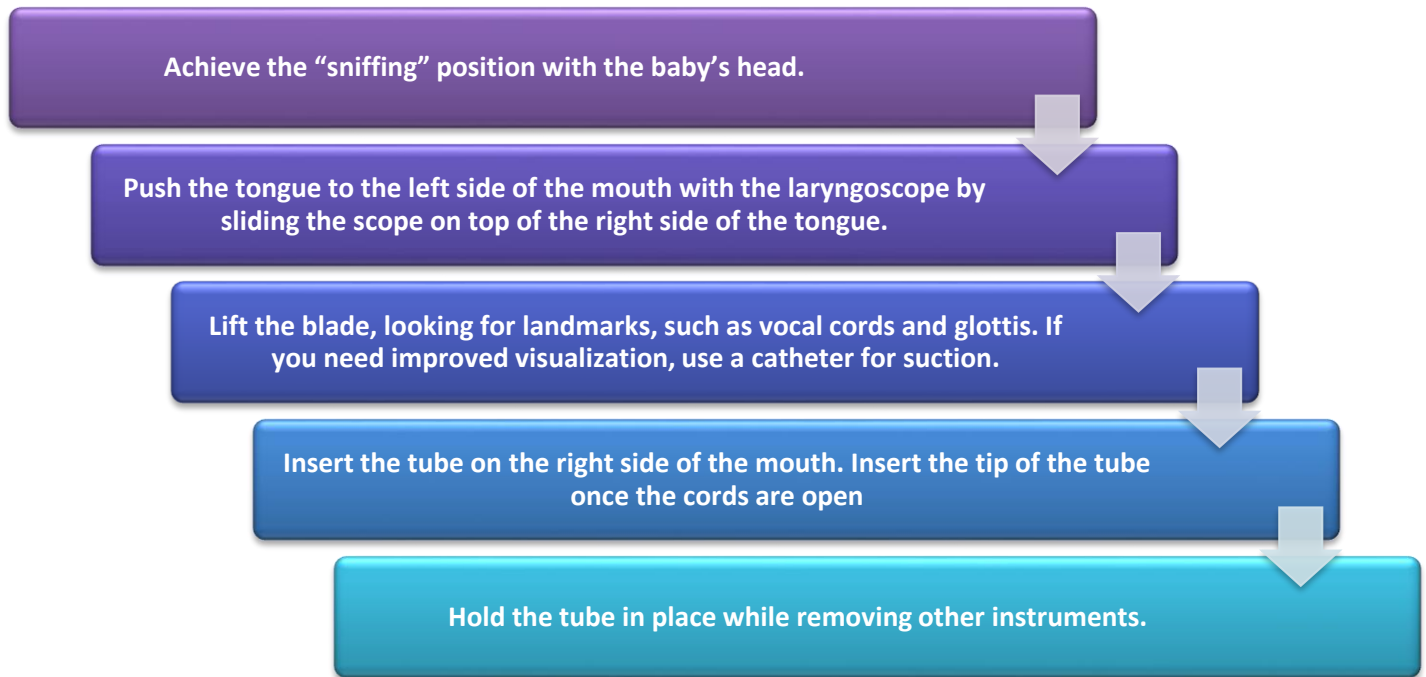 Achieve the “sniffing” position with the baby’s head.
Push the tongue to the left side of the mouth with the laryngoscope by
sliding the scope on top of the right side of the tongue.
Lift the blade, looking for landmarks, such as vocal cords and glottis. If
you need improved visualization, use a catheter for suction.
Insert the tube on the right side of the mouth. Insert the tip of the tube
once the cords are open
Hold the tube in place while removing other instruments.